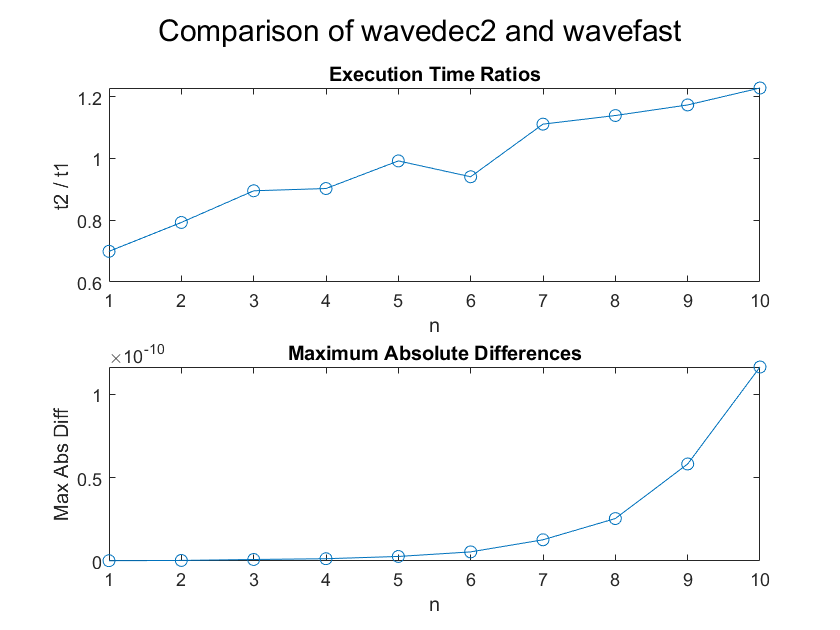 Comparison of wavedec2 and wavefast
Execution Time Ratios
1.2
1
0.8
0.6
t2 / t1
1 2 3 4 5 6 7 8 9 10
n
×10^-10
Maximum Absolute Differences
1
0.5
0
Max Abs Diff
1 2 3 4 5 6 7 8 9 10
n